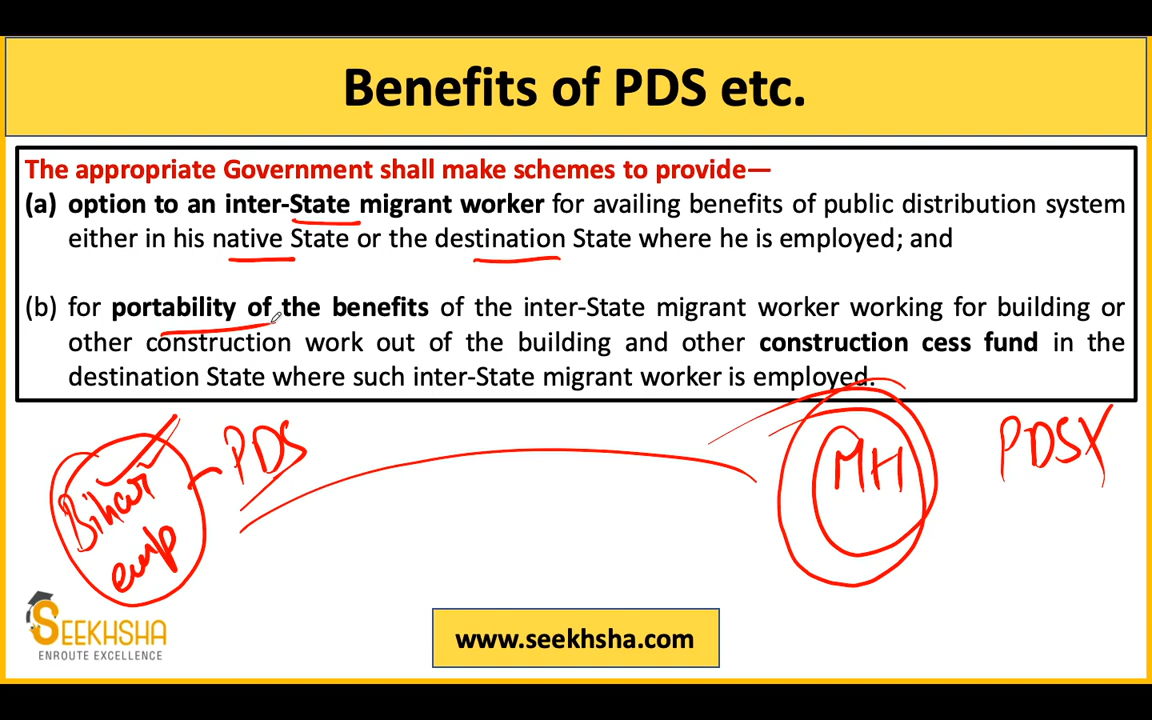 Benefits of PDS etc.
The appropriate Government shall make schemes to provide—
(a) option to an inter-State migrant worker for availing benefits of public distribution system
either in his native State or the destination State where he is employed; and
(b) for portability of the benefits of the inter-State migrant worker working for building or
other construction work out of the building and other construction cess fund in the
destination State where such inter-State migrant worker is employed.
Bihar
emp
PDS
MH
PDSX
SEEKHSHA
ENROUTE EXCELLENCE
www.seekhsha.com